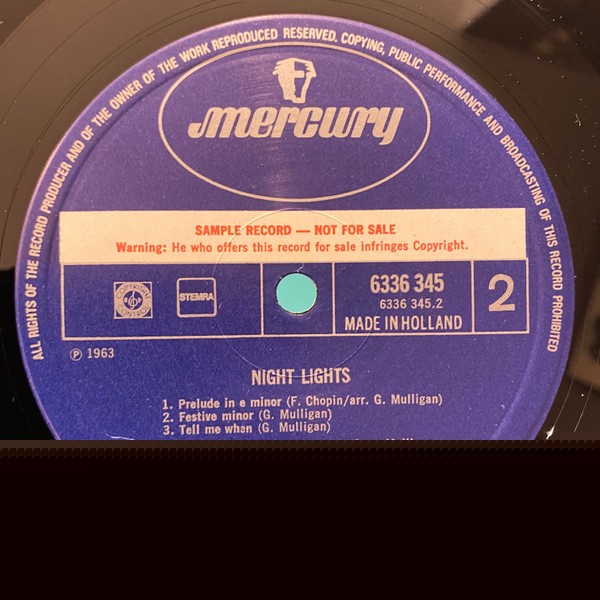 ALL RIGHTS OF THE RECORD PRODUCER AND OF THE OWNER OF THE WORK REPRODUCED RESERVED. COPYING, PUBLIC PERFORMANCE AND BROADCASTING OF THIS RECORD PROHIBITED
mercury
SAMPLE RECORD — NOT FOR SALE
Warning: He who offers this record for sale infringes Copyright.
STEMRA
6336 345
6336 345.2
MADE IN HOLLAND
2
℗ 1963
NIGHT LIGHTS
1. Prelude in e minor (F. Chopin/arr. G. Mulligan)
2. Festive minor (G. Mulligan)
3. Tell me when (G. Mulligan)